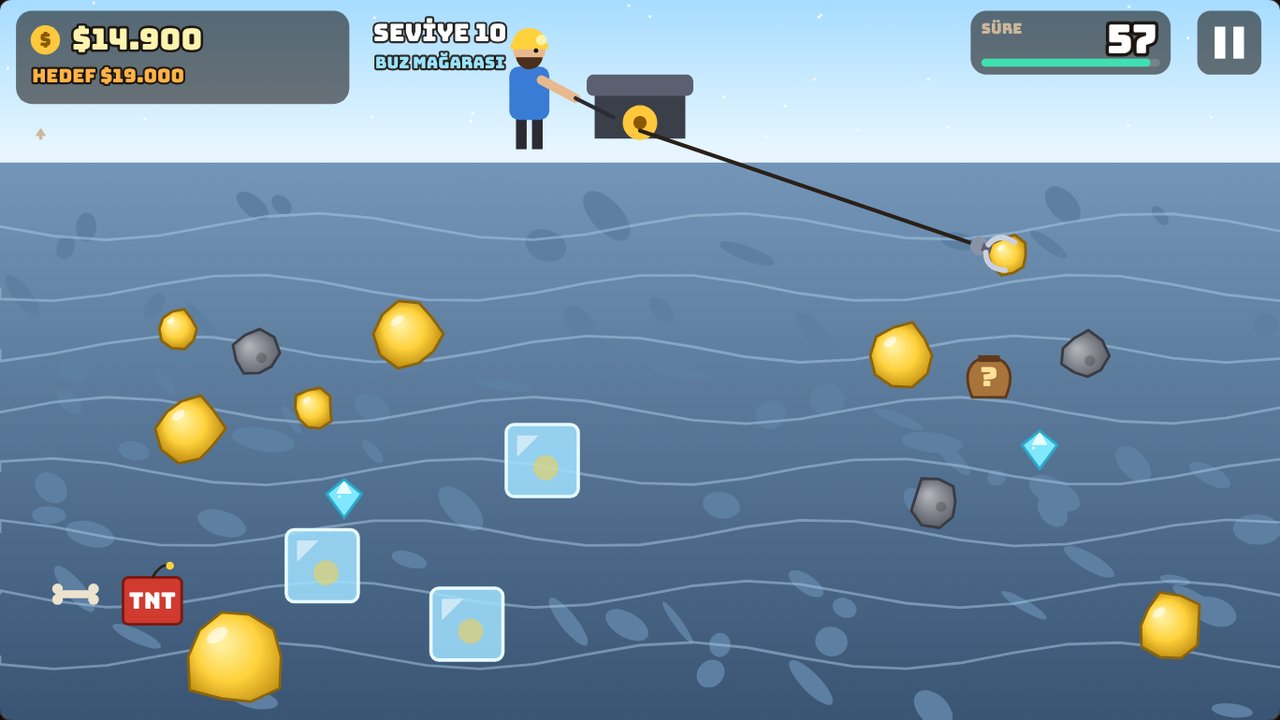 $ $14.900
HEDEF $19.000
SEVİYE 10
BUZ MAĞARASI
SÜRE
57
?
TNT